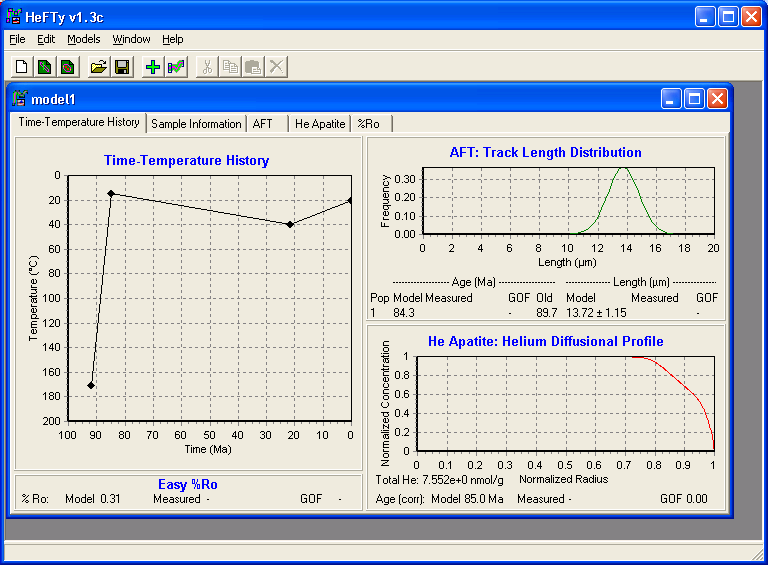 HeFTy v1.3c
File Edit Models Window Help
model1
Time-Temperature History Sample Information AFT He Apatite %Ro
Time-Temperature History
0
20
40
60
80
100
120
140
160
180
200
Temperature (°C)
100 90 80 70 60 50 40 30 20 10 0
Time (Ma)
Easy %Ro
% Ro: Model 0.31 Measured - GOF -
AFT: Track Length Distribution
Frequency
0.30
0.20
0.10
0.00
0 2 4 6 8 10 12 14 16 18 20
Length (µm)
Age (Ma) Length (µm)
Pop Model Measured GOF Old Model Measured GOF
1 84.3 - 89.7 13.72 ± 1.15 -
He Apatite: Helium Diffusional Profile
Normalized Concentration
1
0.8
0.6
0.4
0.2
0
0 0.1 0.2 0.3 0.4 0.5 0.6 0.7 0.8 0.9 1
Total He: 7.552e+0 nmol/g Normalized Radius
Age (corr): Model 85.0 Ma Measured - GOF 0.00